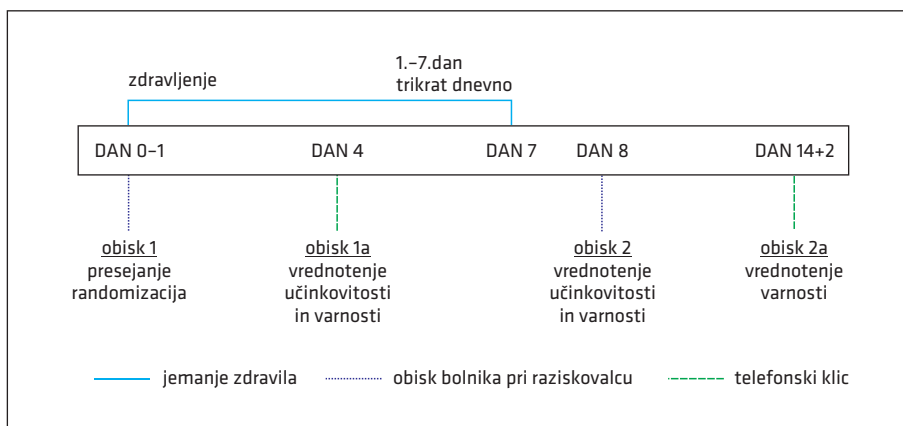 1.–7.dan
zdravljenje
trikrat dnevno
DAN 0–1
DAN 4
DAN 7
DAN 8
DAN 14+2
obisk 1
presejanje
randomizacija
obisk 1a
vrednotenje
učinkovitosti
in varnosti
obisk 2
vrednotenje
učinkovitosti
in varnosti
obisk 2a
vrednotenje
varnosti
jemanje zdravila
obisk bolnika pri raziskovalcu
telefonski klic